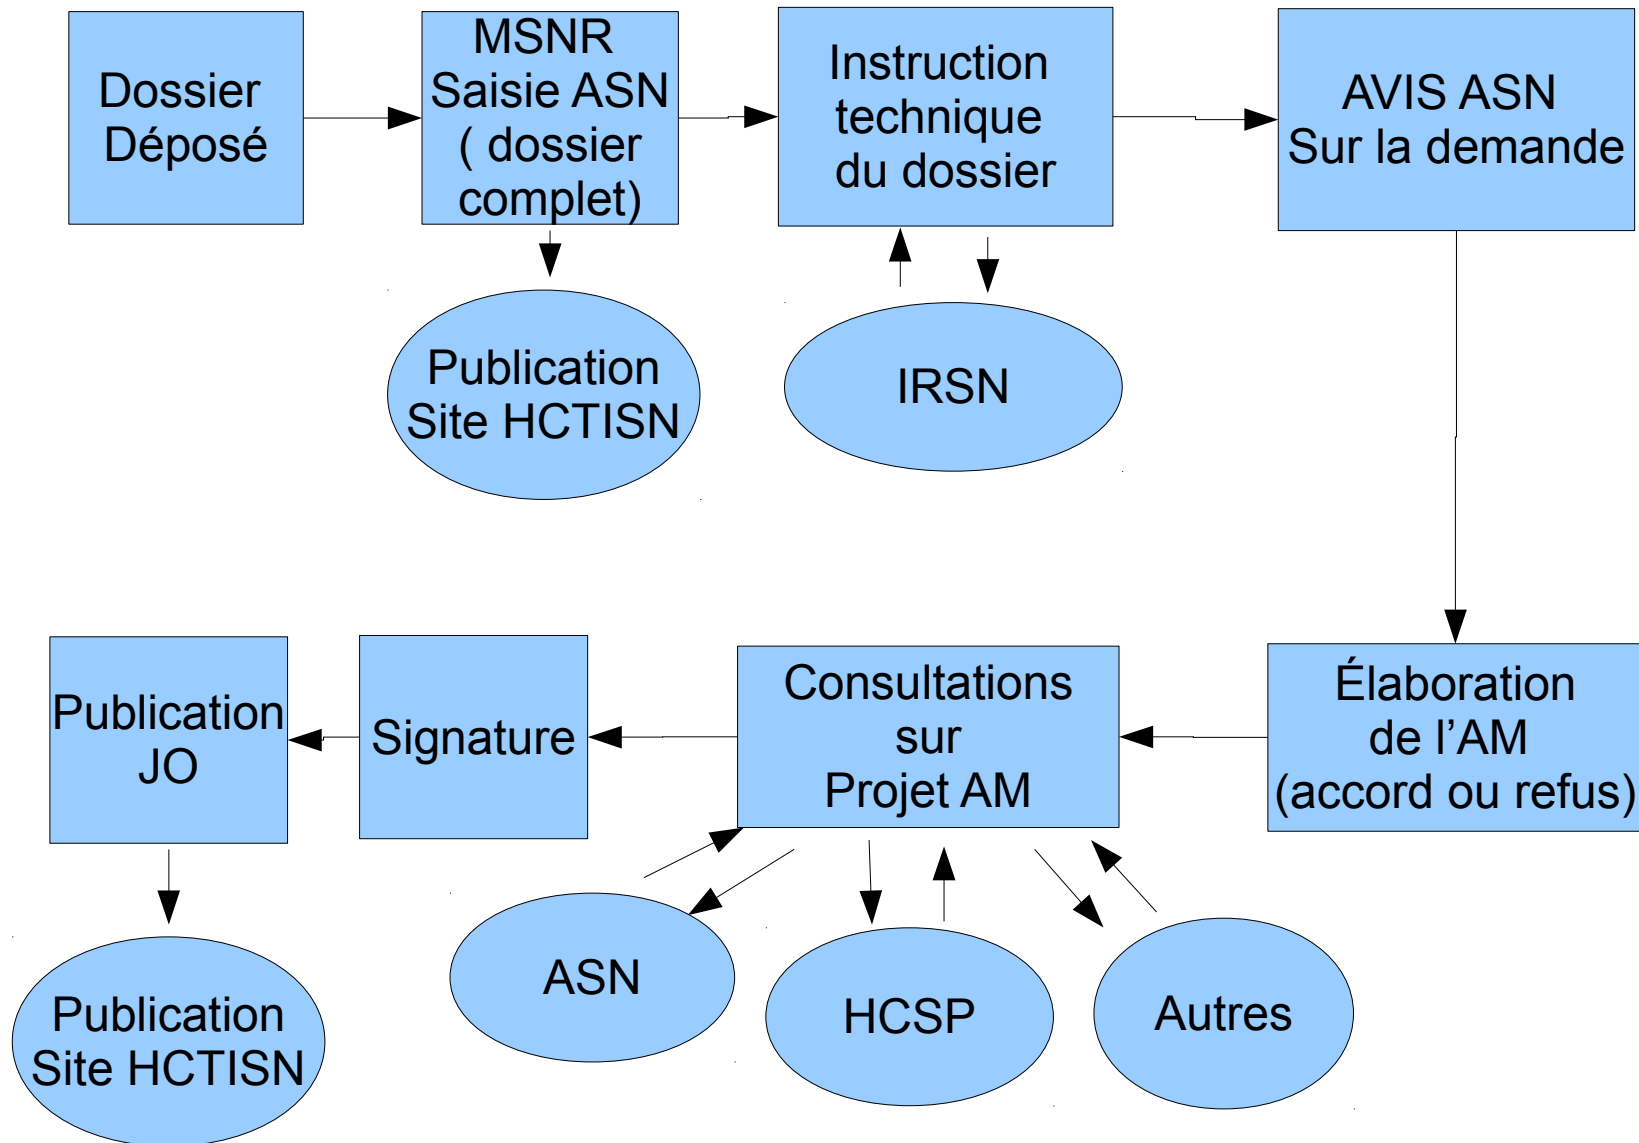 Dossier
Déposé
MSNR
Saisie ASN
( dossier
complet)
Instruction
technique
du dossier
AVIS ASN
Sur la demande
Publication
Site HCTISN
IRSN
Publication
JO
Signature
Consultations
sur
Projet AM
Élaboration
de l’AM
(accord ou refus)
Publication
Site HCTISN
ASN
HCSP
Autres